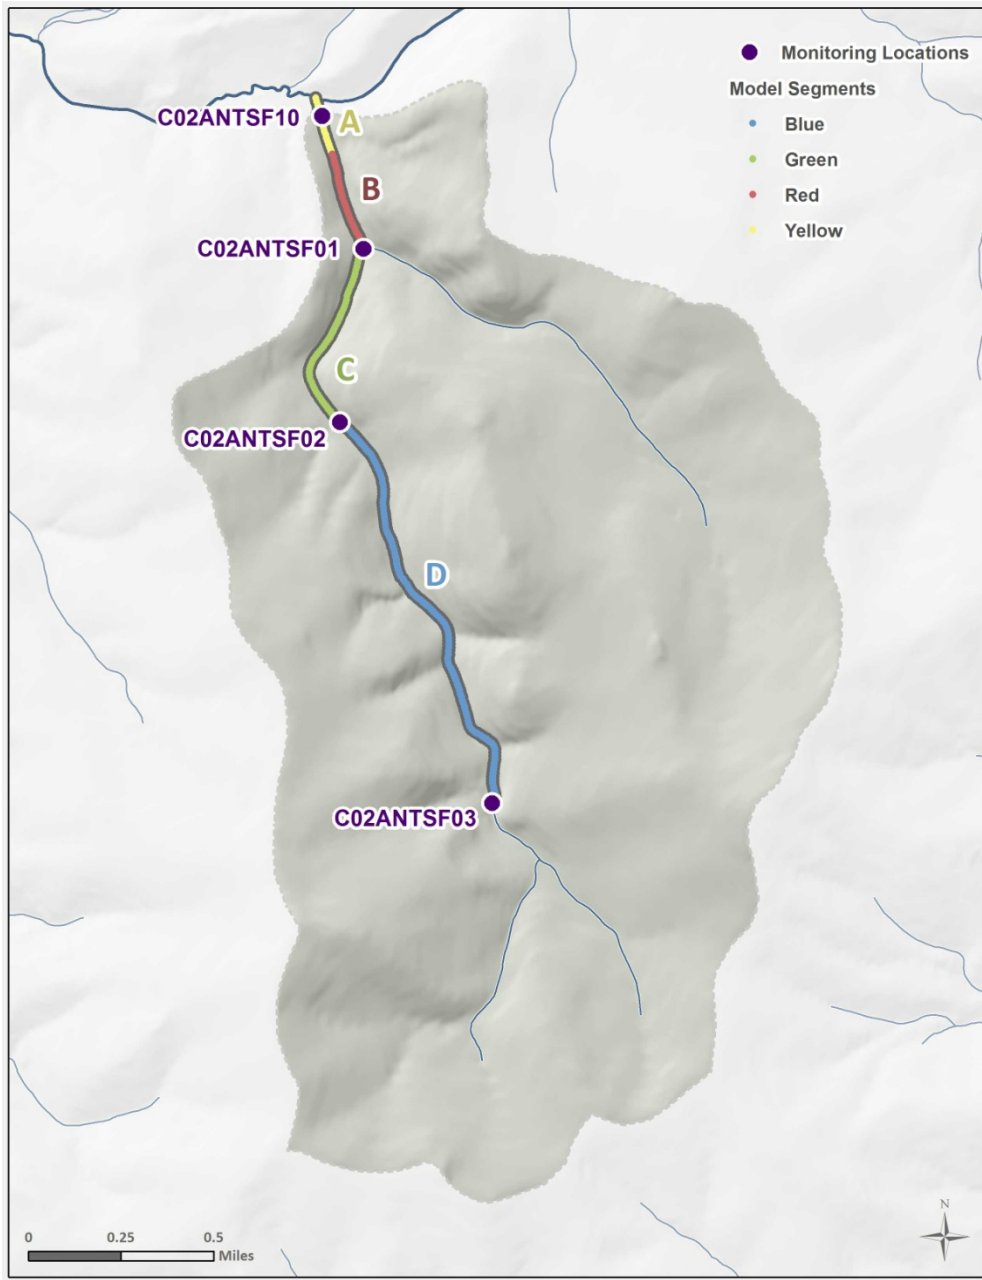 Monitoring Locations
Model Segments
Blue
Green
Red
Yellow
C02ANTSF10
A
B
C02ANTSF01
C
C02ANTSF02
D
C02ANTSF03
N
0 0.25 0.5
Miles